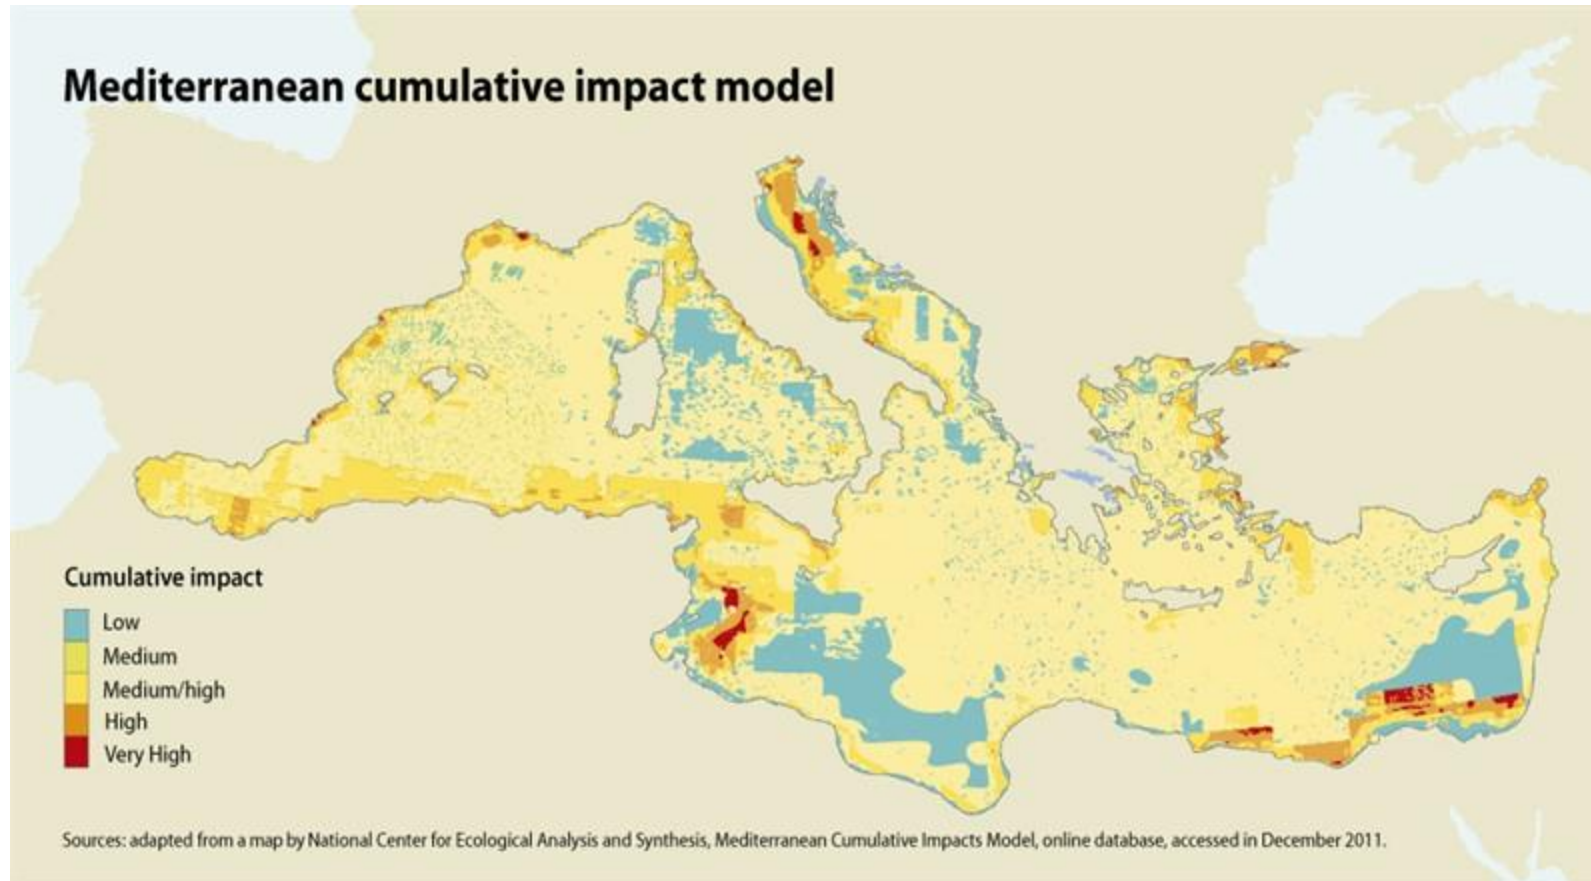 Mediterranean cumulative impact model
Cumulative impact
Low
Medium
Medium/high
High
Very High
Sources: adapted from a map by National Center for Ecological Analysis and Synthesis, Mediterranean Cumulative Impacts Model, online database, accessed in December 2011.